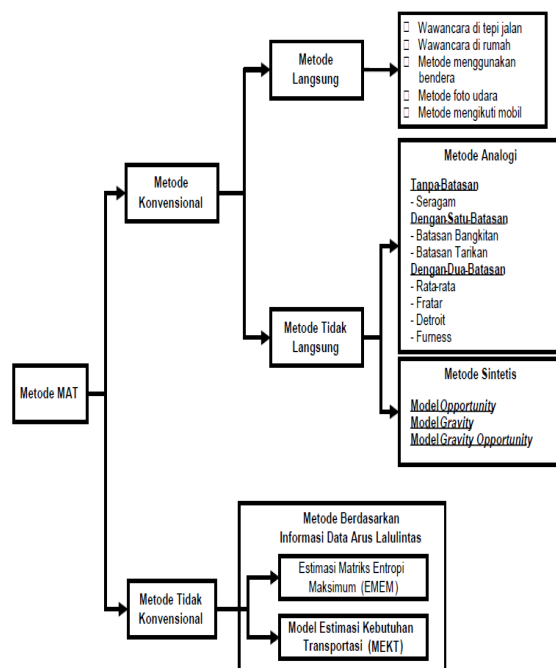 Metode MAT
Metode
Konvensional
Metode
Langsung
Wawancara di tepi jalan
Wawancara di rumah
Metode menggunakan
bendera
Metode foto udara
Metode mengikuti mobil
Metode Tidak
Langsung
Metode Analogi
Tanpa-Batasan
- Seragam
Dengan-Satu-Batasan
- Batasan Bangkitan
- Batasan Tarikan
Dengan-Dua-Batasan
- Rata-rata
- Fratar
- Detroit
- Furness
Metode Sintetis
Model Opportunity
Model Gravity
Model Gravity Opportunity
Metode Tidak
Konvensional
Metode Berdasarkan
Informasi Data Arus Lalulintas
Estimasi Matriks Entropi
Maksimum (EMEM)
Model Estimasi Kebutuhan
Transportasi (MEKT)